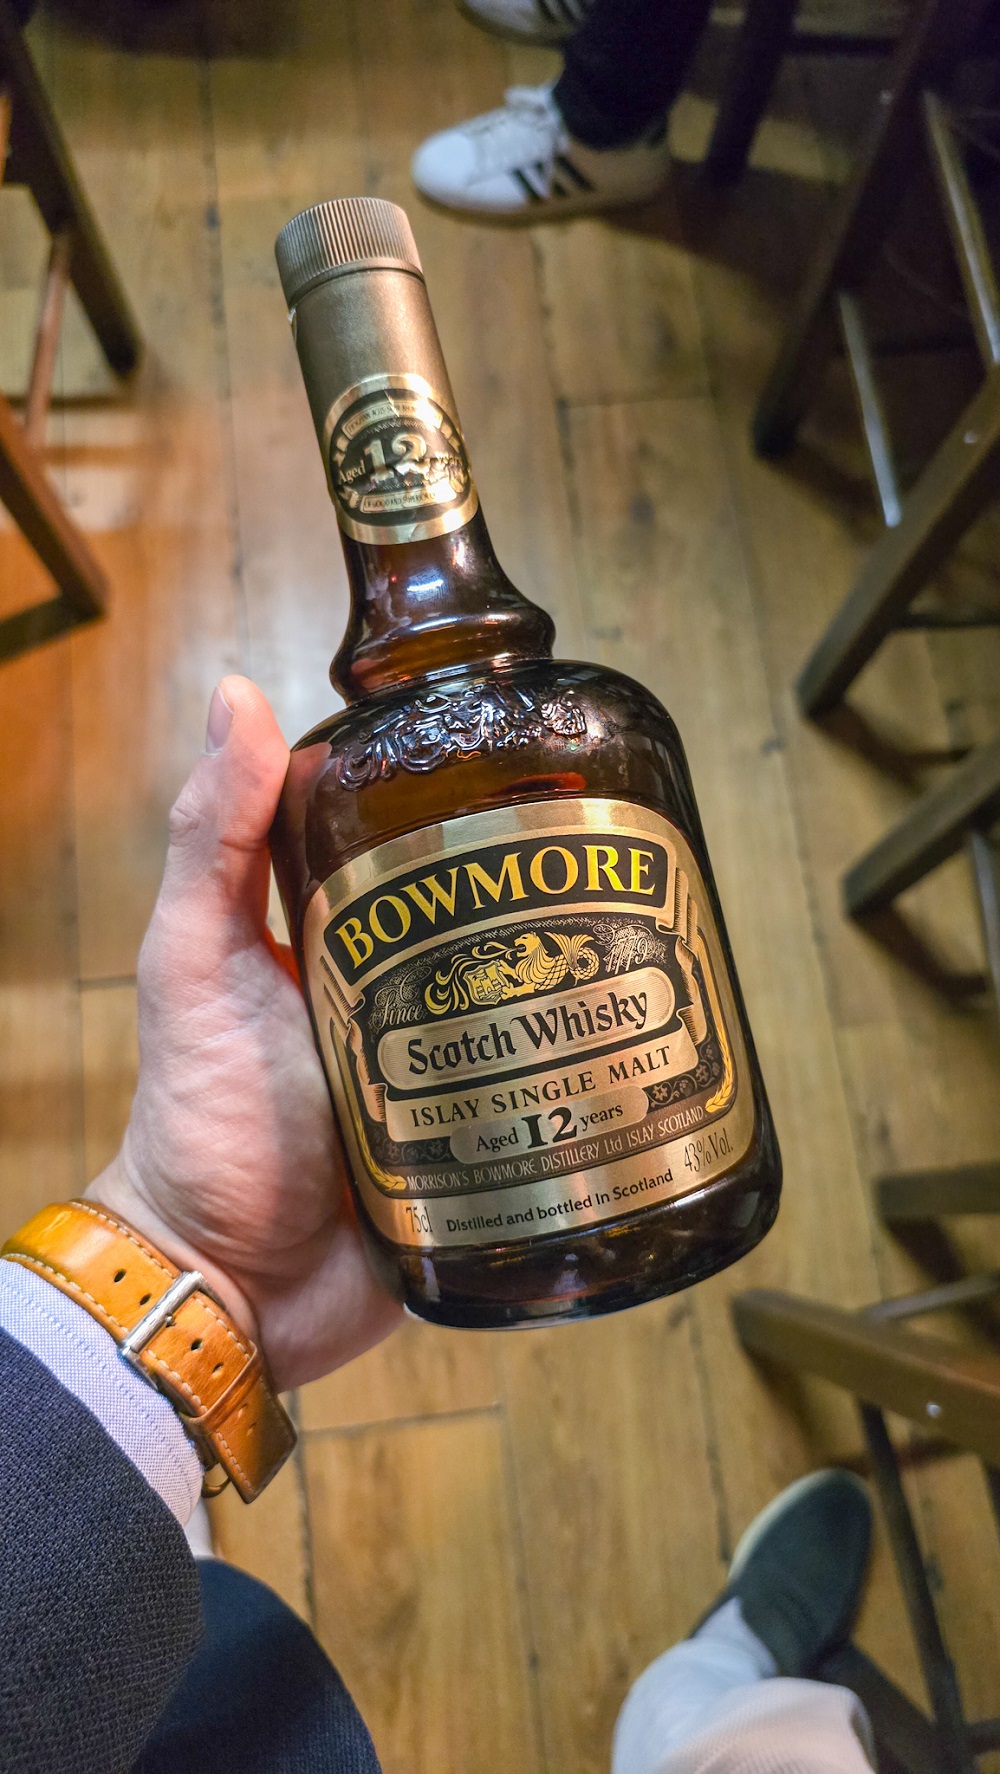 Aged 12
BOWMORE
Since 1779
Scotch Whisky
ISLAY SINGLE MALT
Aged 12 years
MORRISON'S BOWMORE DISTILLERY Ltd ISLAY SCOTLAND
75cl Distilled and bottled in Scotland 43% Vol.